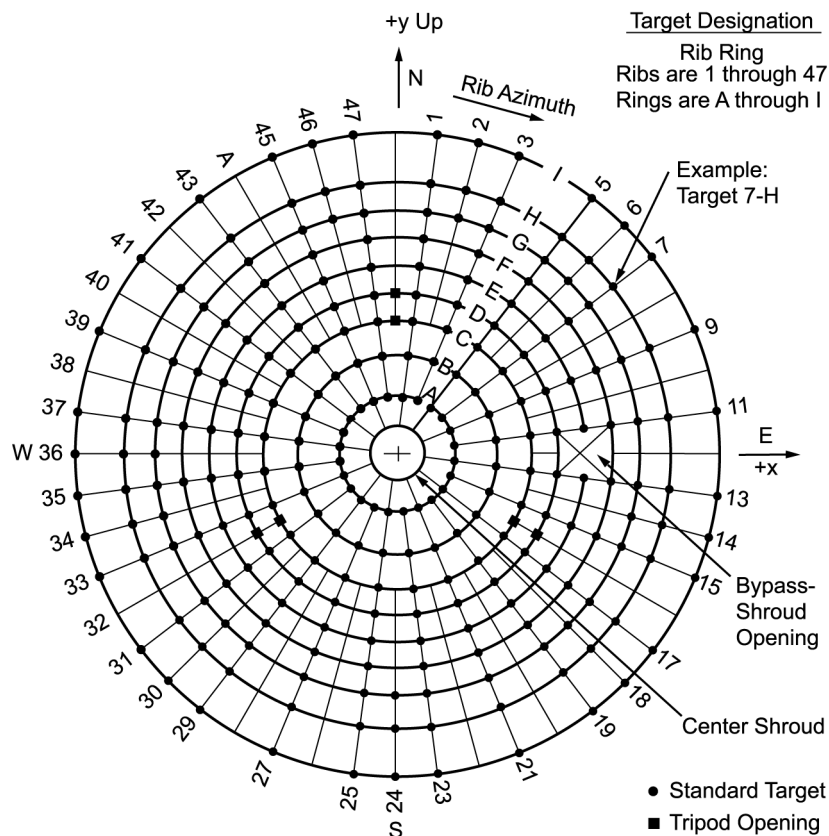 +y Up
N
Rib Azimuth
Target Designation
Rib Ring
Ribs are 1 through 47
Rings are A through I
Example:
Target 7-H
1
2
3
I
5
6
7
9
11
E
+x
13
14
15
17
18
19
21
23
24
S
25
27
29
30
31
32
33
34
35
W 36
37
38
39
40
41
42
43
A
45
46
47
H
G
F
E
D
C
B
A
Bypass-
Shroud
Opening
Center Shroud
Standard Target
Tripod Opening